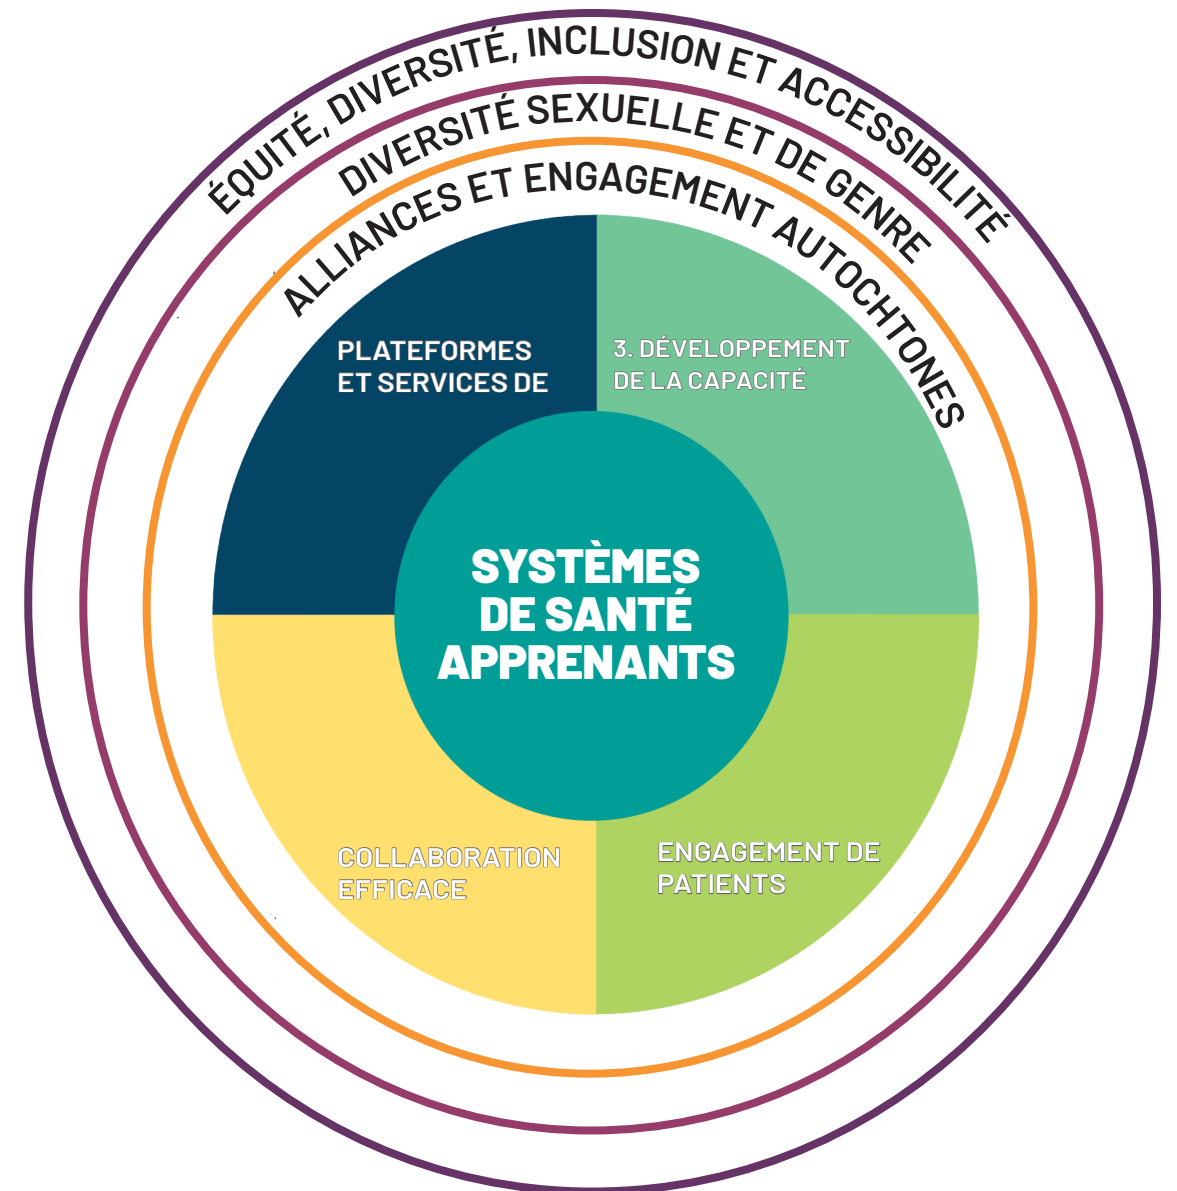 ÉQUITÉ, DIVERSITÉ, INCLUSION ET ACCESSIBILITÉ
DIVERSITÉ SEXUELLE ET DE GENRE
ALLIANCES ET ENGAGEMENT AUTOCHTONES
PLATEFORMES
ET SERVICES DE
3. DÉVELOPPEMENT
DE LA CAPACITÉ
SYSTÈMES
DE SANTÉ
APPRENANTS
COLLABORATION
EFFICACE
ENGAGEMENT DE
PATIENTS